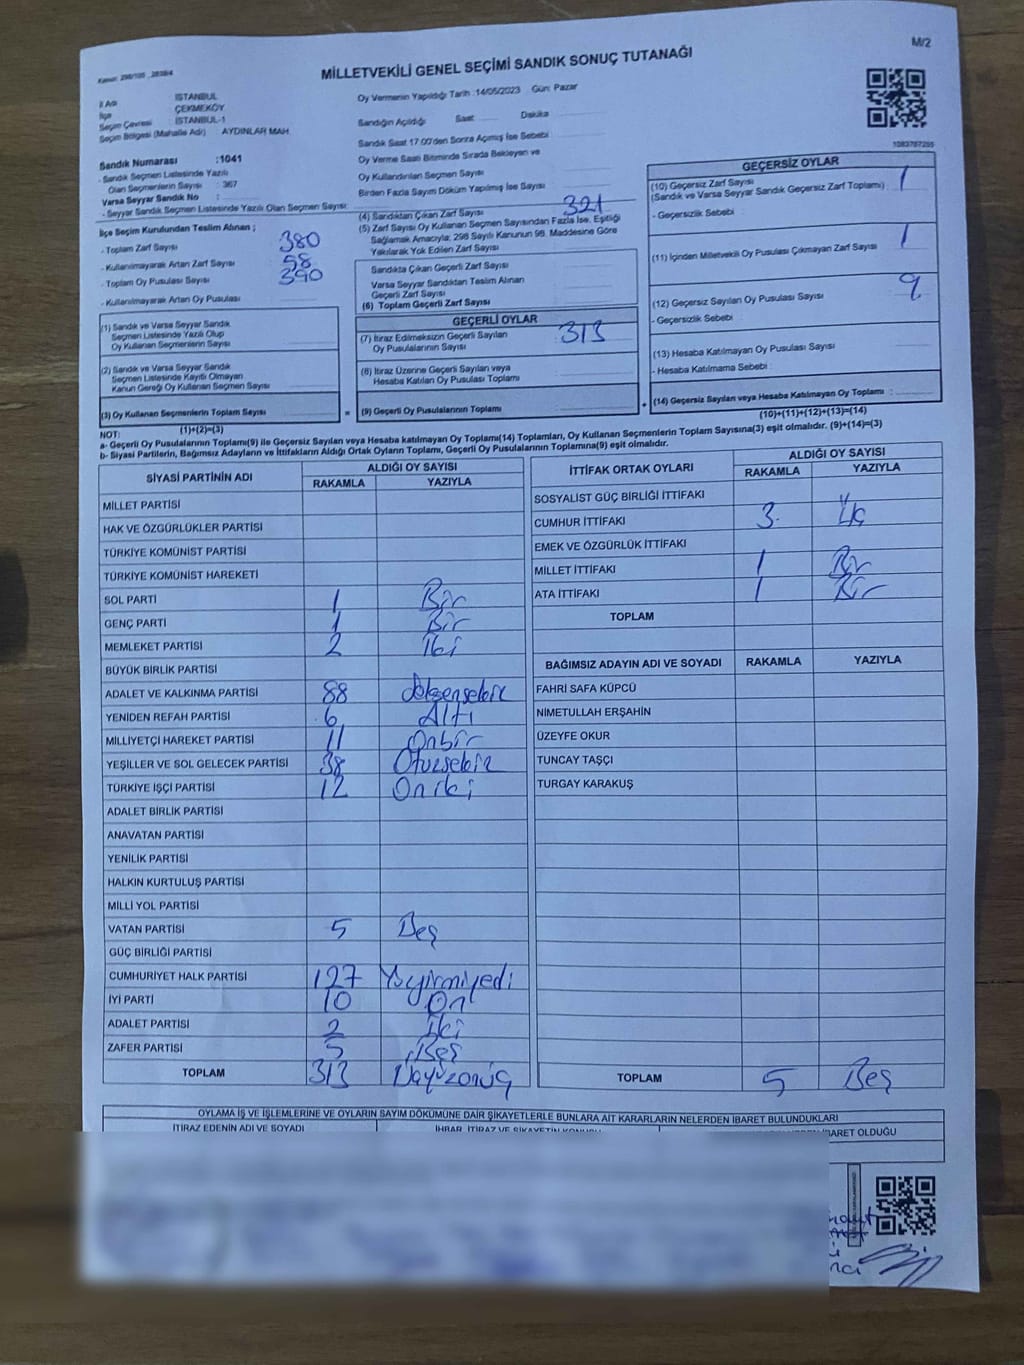 M/2
Kanun: 298/105 , 2839/4
MİLLETVEKİLİ GENEL SEÇİMİ SANDIK SONUÇ TUTANAĞI
İl Adı : İSTANBUL
İlçe : ÇEKMEKÖY
Seçim Çevresi : İSTANBUL-1
Seçim Bölgesi (Mahalle Adı) : AYDINLAR MAH.
Sandık Numarası :1041
- Sandık Seçmen Listesinde Yazılı
Olan Seçmenlerin Sayısı : 367
Varsa Seyyar Sandık No :
- Seyyar Sandık Seçmen Listesinde Yazılı Olan Seçmen Sayısı:
İlçe Seçim Kurulundan Teslim Alınan ;
- Toplam Zarf Sayısı 380
- Kullanılmayarak Artan Zarf Sayısı 58
- Toplam Oy Pusulası Sayısı 390
- Kullanılmayarak Artan Oy Pusulası
Oy Vermenin Yapıldığı Tarih :14/05/2023 Gün: Pazar
Sandığın Açıldığı Saat Dakika
Sandık Saat 17.00'den Sonra Açılmış İse Sebebi
Oy Verme Saati Bitiminde Sırada Bekleyen ve
Oy Kullandırılan Seçmen Sayısı
Birden Fazla Sayım Döküm Yapılmış İse Sayısı
(4) Sandıktan Çıkan Zarf Sayısı 321
(5) Zarf Sayısı Oy Kullanan Seçmen Sayısından Fazla İse, Eşitliği
Sağlamak Amacıyla; 298 Sayılı Kanunun 98. Maddesine Göre
Yakılarak Yok Edilen Zarf Sayısı
Sandıkta Çıkan Geçerli Zarf Sayısı
Varsa Seyyar Sandıktan Teslim Alınan
Geçerli Zarf Sayısı
(6) Toplam Geçerli Zarf Sayısı
1083787255
GEÇERSİZ OYLAR
(10) Geçersiz Zarf Sayısı 1
(Sandık ve Varsa Seyyar Sandık Geçersiz Zarf Toplamı)
- Geçersizlik Sebebi
(11) İçinden Milletvekili Oy Pusulası Çıkmayan Zarf Sayısı 1
(12) Geçersiz Sayılan Oy Pusulası Sayısı 9
- Geçersizlik Sebebi
(13) Hesaba Katılmayan Oy Pusulası Sayısı
- Hesaba Katılmama Sebebi :
(14) Geçersiz Sayılan veya Hesaba Katılmayan Oy Toplamı :
(10)+(11)+(12)+(13)=(14)
(1) Sandık ve Varsa Seyyar Sandık
Seçmen Listesinde Yazılı Olup
Oy Kullanan Seçmenlerin Sayısı
(2) Sandık ve Varsa Seyyar Sandık
Seçmen Listesinde Kayıtlı Olmayan
Kanun Gereği Oy Kullanan Seçmen Sayısı
(3) Oy Kullanan Seçmenlerin Toplam Sayısı =
(1)+(2)=(3)
GEÇERLİ OYLAR
(7) İtiraz Edilmeksizin Geçerli Sayılan
Oy Pusulalarının Sayısı 313
(8) İtiraz Üzerine Geçerli Sayılan veya
Hesaba Katılan Oy Pusulası Toplamı
(9) Geçerli Oy Pusulalarının Toplamı +
NOT:
a- Geçerli Oy Pusulalarının Toplamı(9) ile Geçersiz Sayılan veya Hesaba katılmayan Oy Toplamı(14) Toplamları, Oy Kullanan Seçmenlerin Toplam Sayısına(3) eşit olmalıdır. (9)+(14)=(3)
b- Siyasi Partilerin, Bağımsız Adayların ve İttifakların Aldığı Ortak Oyların Toplamı, Geçerli Oy Pusulalarının Toplamına(9) eşit olmalıdır.
SİYASİ PARTİNİN ADI ALDIĞI OY SAYISI
RAKAMLA YAZIYLA
MİLLET PARTİSİ
HAK VE ÖZGÜRLÜKLER PARTİSİ
TÜRKİYE KOMÜNİST PARTİSİ
TÜRKİYE KOMÜNİST HAREKETİ
SOL PARTİ 1 Bir
GENÇ PARTİ 1 Bir
MEMLEKET PARTİSİ 2 İki
BÜYÜK BİRLİK PARTİSİ
ADALET VE KALKINMA PARTİSİ 88
YENİDEN REFAH PARTİSİ 6 Altı
MİLLİYETÇİ HAREKET PARTİSİ 11 Onbir
YEŞİLLER VE SOL GELECEK PARTİSİ 38 Otuzsekiz
TÜRKİYE İŞÇİ PARTİSİ 12 Oniki
ADALET BİRLİK PARTİSİ
ANAVATAN PARTİSİ
YENİLİK PARTİSİ
HALKIN KURTULUŞ PARTİSİ
MİLLİ YOL PARTİSİ
VATAN PARTİSİ 5 Beş
GÜÇ BİRLİĞİ PARTİSİ
CUMHURİYET HALK PARTİSİ 127
İYİ PARTİ 10 On
ADALET PARTİSİ 2 İki
ZAFER PARTİSİ 5 Beş
TOPLAM 313
İTTİFAK ORTAK OYLARI ALDIĞI OY SAYISI
RAKAMLA YAZIYLA
SOSYALİST GÜÇ BİRLİĞİ İTTİFAKI
CUMHUR İTTİFAKI 3 Üç
EMEK VE ÖZGÜRLÜK İTTİFAKI
MİLLET İTTİFAKI 1 Bir
ATA İTTİFAKI 1 Bir
TOPLAM
BAĞIMSIZ ADAYIN ADI VE SOYADI RAKAMLA YAZIYLA
FAHRİ SAFA KÜPCÜ
NİMETULLAH ERŞAHİN
ÜZEYFE OKUR
TUNCAY TAŞÇI
TURGAY KARAKUŞ
TOPLAM 5 Beş
OYLAMA İŞ VE İŞLEMLERİNE VE OYLARIN SAYIM DÖKÜMÜNE DAİR ŞİKAYETLERLE BUNLARA AİT KARARLARIN NELERDEN İBARET BULUNDUKLARI
İTİRAZ EDENİN ADI VE SOYADI İHBAR, İTİRAZ VE ŞİKAYETİN KONUSU İBARET OLDUĞU